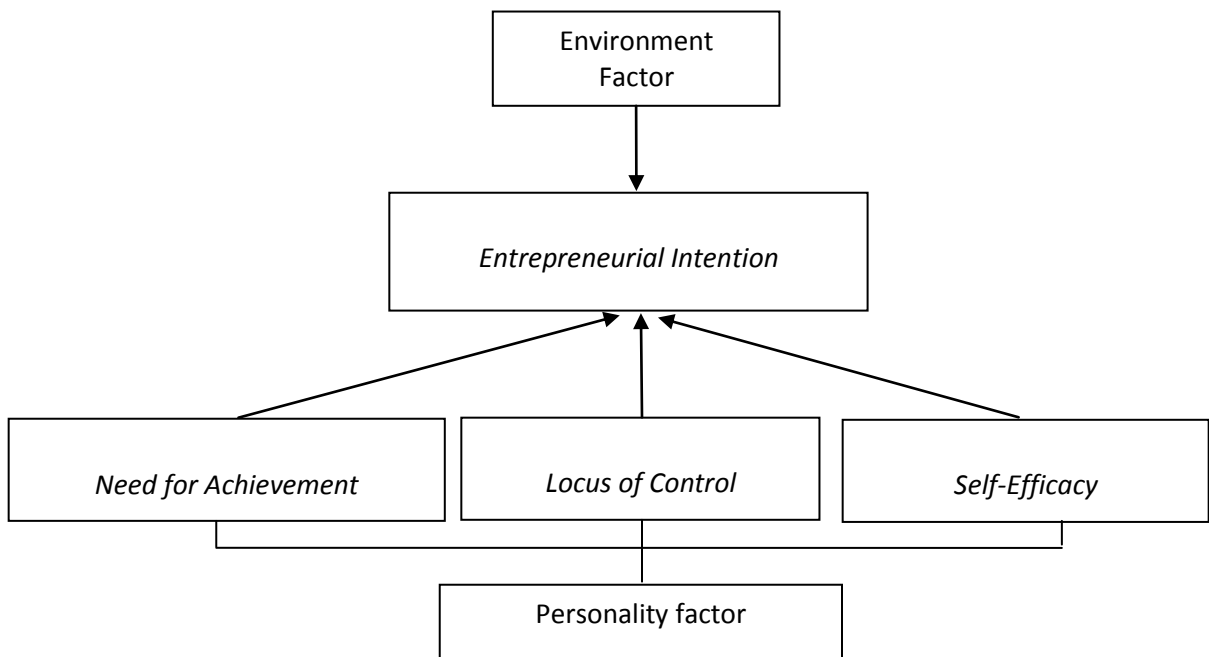 Environment
Factor
Entrepreneurial Intention
Need for Achievement
Locus of Control
Self-Efficacy
Personality factor